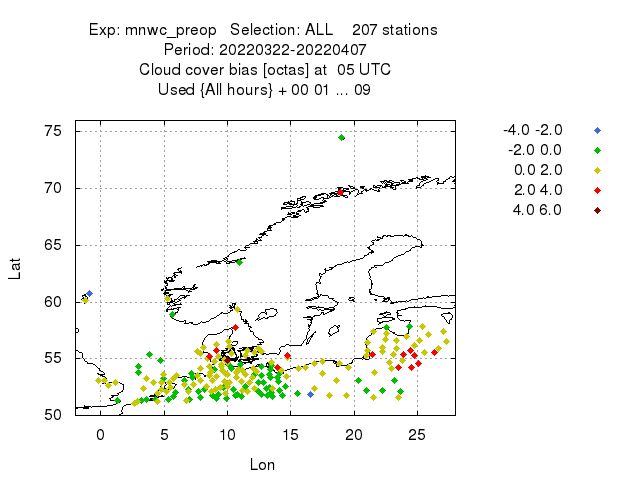 Exp: mnwc_preop   Selection: ALL    207 stations
Period: 20220322-20220407
Cloud cover bias [octas] at  05 UTC
Used {All hours} + 00 01 ... 09
-4.0 -2.0
-2.0 0.0
0.0 2.0
2.0 4.0
4.0 6.0
Lat
75
70
65
60
55
50
0 5 10 15 20 25
Lon